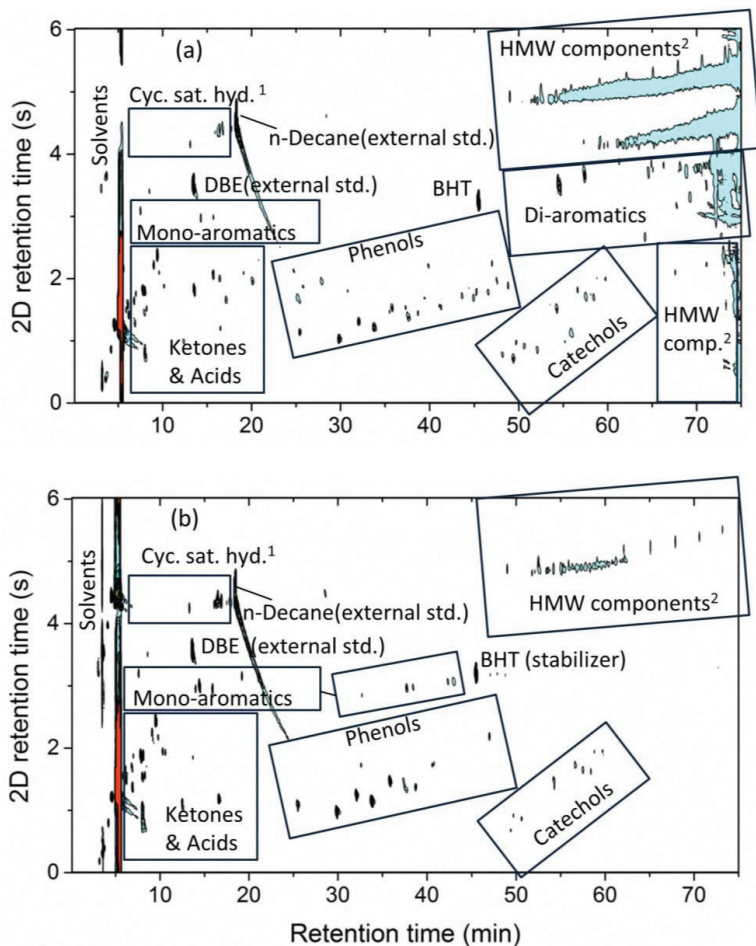 6
(a)
HMW components²
Cyc. sat. hyd. ¹
Solvents
n-Decane(external std.)
4
DBE(external std.)
BHT
Di-aromatics
Mono-aromatics
Phenols
2
HMW
comp.²
Ketones
& Acids
Catechols
0
2D retention time (s)
10
20
30
40
50
60
70
6
(b)
Cyc. sat. hyd.¹
Solvents
n-Decane(external std.)
HMW components²
4
DBE (external std.)
BHT (stabilizer)
Mono-aromatics
Phenols
2
Ketones
& Acids
Catechols
0
2D retention time (s)
10
20
30
40
50
60
70
Retention time (min)